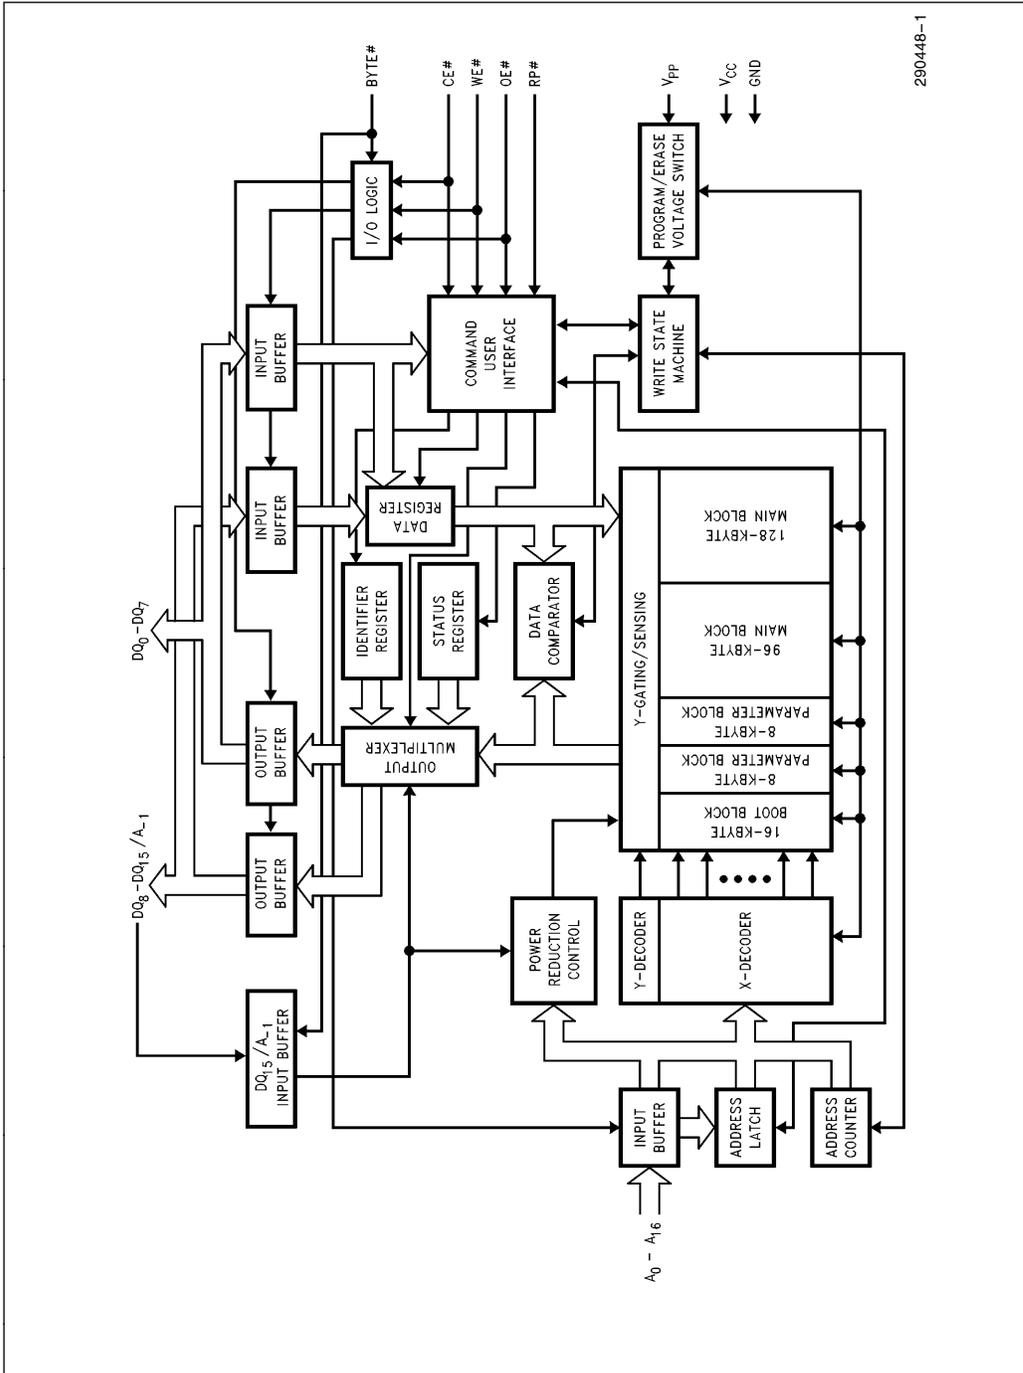 DQ8-DQ15/A-1
DQ0-DQ7
DQ15/A-1
INPUT BUFFER
OUTPUT
BUFFER
OUTPUT
BUFFER
INPUT
BUFFER
INPUT
BUFFER
I/O LOGIC
BYTE#
CE#
WE#
OE#
RP#
OUTPUT
MULTIPLEXER
IDENTIFIER
REGISTER
STATUS
REGISTER
DATA
REGISTER
COMMAND
USER
INTERFACE
POWER
REDUCTION
CONTROL
DATA
COMPARATOR
A0 - A16
INPUT
BUFFER
ADDRESS
LATCH
ADDRESS
COUNTER
Y-DECODER
X-DECODER
Y-GATING/SENSING
16-KBYTE
BOOT BLOCK
8-KBYTE
PARAMETER BLOCK
8-KBYTE
PARAMETER BLOCK
96-KBYTE
MAIN BLOCK
128-KBYTE
MAIN BLOCK
WRITE STATE
MACHINE
PROGRAM/ERASE
VOLTAGE SWITCH
VPP
VCC
GND
290448-1